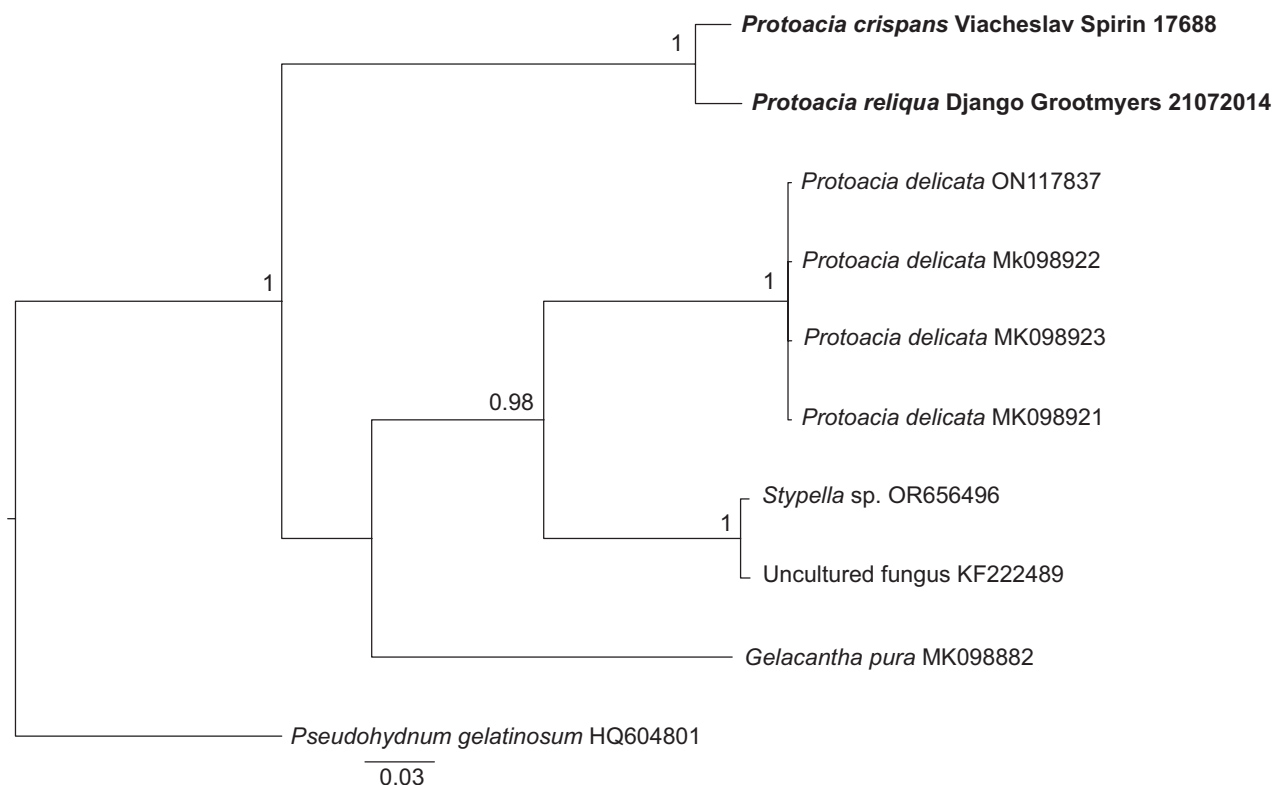 Protoacia crispans Viacheslav Spirin 17688
1
Protoacia reliqua Django Grootmyers 21072014
Protoacia delicata ON117837
Protoacia delicata Mk098922
1
1
Protoacia delicata MK098923
0.98
Protoacia delicata MK098921
Stypella sp. OR656496
1
Uncultured fungus KF222489
Gelacantha pura MK098882
Pseudohydnum gelatinosum HQ604801
0.03